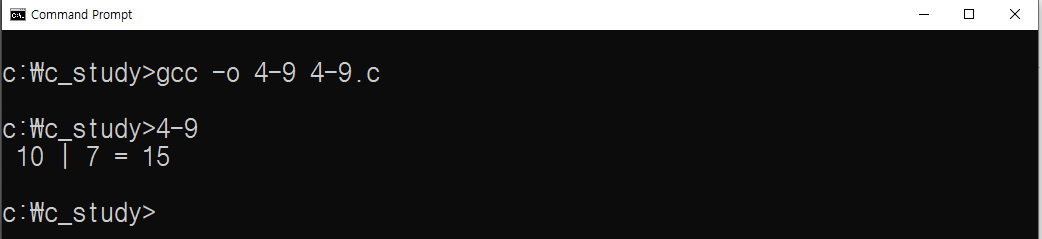 Command Prompt
c:₩c_study>gcc -o 4-9 4-9.c
c:₩c_study>4-9
10 | 7 = 15
c:₩c_study>